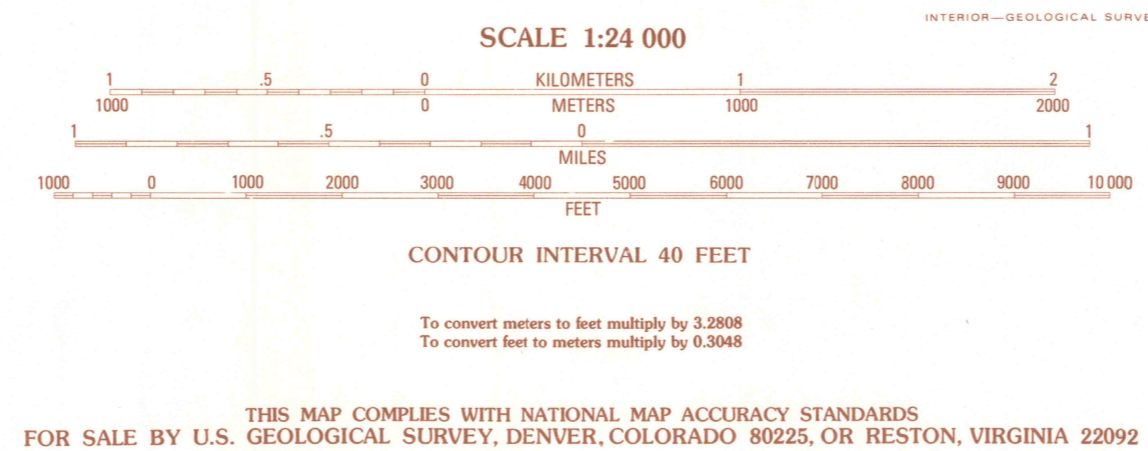 INTERIOR—GEOLOGICAL SURVE
SCALE 1:24 000
1 .5 0 KILOMETERS 1 2
1000 0 METERS 1000 2000
1 .5 0 1
MILES
1000 0 1000 2000 3000 4000 5000 6000 7000 8000 9000 10 000
FEET
CONTOUR INTERVAL 40 FEET
To convert meters to feet multiply by 3.2808
To convert feet to meters multiply by 0.3048
THIS MAP COMPLIES WITH NATIONAL MAP ACCURACY STANDARDS
FOR SALE BY U.S. GEOLOGICAL SURVEY, DENVER, COLORADO 80225, OR RESTON, VIRGINIA 22092